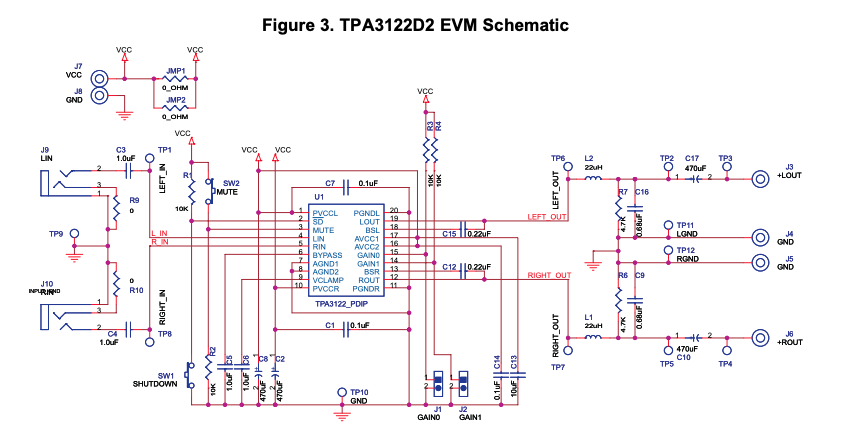 Figure 3. TPA3122D2 EVM Schematic
VCC
VCC
J7
VCC
JMP1
0_OHM
J8
GND
JMP2
0_OHM
VCC
VCC
VCC
J9
LIN
C3
1.0uF
TP1
2
3
1
LEFT_IN
R9
0
TP9
L_IN
R_IN
0
R10
J10
RIN
1
3
2
RIGHT_IN
C4
1.0uF
TP8
R1
10K
SW2
MUTE
C7
0.1uF
U1
1 PVCCL PGNDL 20
2 SD LOUT 19
3 MUTE BSL 18
4 LIN AVCC1 17
5 RIN AVCC2 16
6 BYPASS GAIN0 15
7 AGND1 GAIN1 14
8 AGND2 BSR 13
9 VCLAMP ROUT 12
10 PVCCR PGNDR 11
TPA3122_PDIP
C1
0.1uF
R3
R4
10K
10K
C15
0.22uF
C12
0.22uF
LEFT_OUT
RIGHT_OUT
SW1
SHUTDOWN
R2
10K
C5
1.0uF
C6
1.0uF
C8
470uF
C2
470uF
TP10
GND
1
2
J1
GAIN0
1
2
J2
GAIN1
C14
0.1uF
C13
10uF
TP6
LEFT_OUT
L2
22uH
TP2
C17
470uF
1
2
TP3
J3
+LOUT
R7
4.7K
C16
0.68uF
TP11
LGND
J4
GND
TP12
RGND
J5
GND
R6
4.7K
C9
0.68uF
RIGHT_OUT
L1
22uH
TP7
1
2
470uF
C10
TP5
TP4
J6
+ROUT